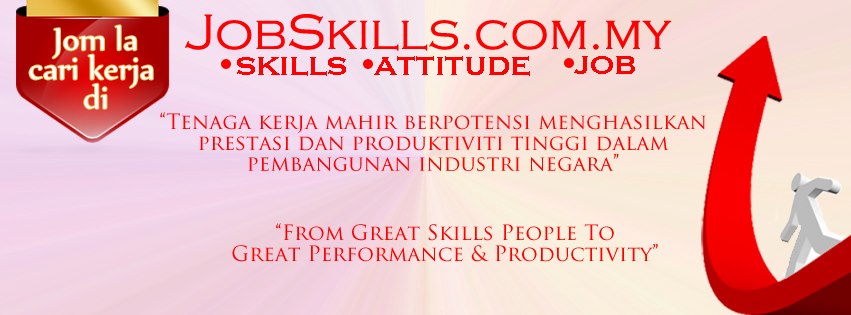 Jom la
cari kerja
di
JobSkills.com.my
•SKILLS •ATTITUDE •JOB
“Tenaga kerja mahir berpotensi menghasilkan
prestasi dan produktiviti tinggi dalam
pembangunan industri negara”
“From Great Skills People To
Great Performance & Productivity”